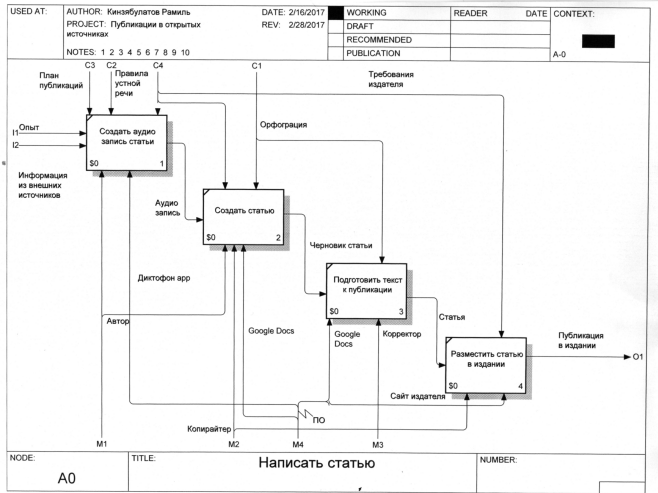 USED AT:
AUTHOR: Кинзябулатов Рамиль
DATE: 2/16/2017
WORKING
READER
DATE
CONTEXT:
PROJECT: Публикации в открытых
источниках
REV: 2/28/2017
DRAFT
RECOMMENDED
NOTES: 1 2 3 4 5 6 7 8 9 10
PUBLICATION
A-0
C3
C2
C4
C1
План
публикаций
Правила
устной
речи
Требования
издателя
I1
Опыт
I2
Создать аудио
запись статьи
$0
1
Орфограция
Информация
из внешних
источников
Аудио
запись
Создать статью
$0
2
Черновик статьи
Диктофон app
Подготовить текст
к публикации
$0
3
Автор
Google Docs
Google
Docs
Корректор
Статья
Публикация
в издании
O1
Разместить статью
в издании
$0
4
Сайт издателя
ПО
Копирайтер
M1
M2
M4
M3
NODE:
A0
TITLE:
Написать статью
NUMBER: